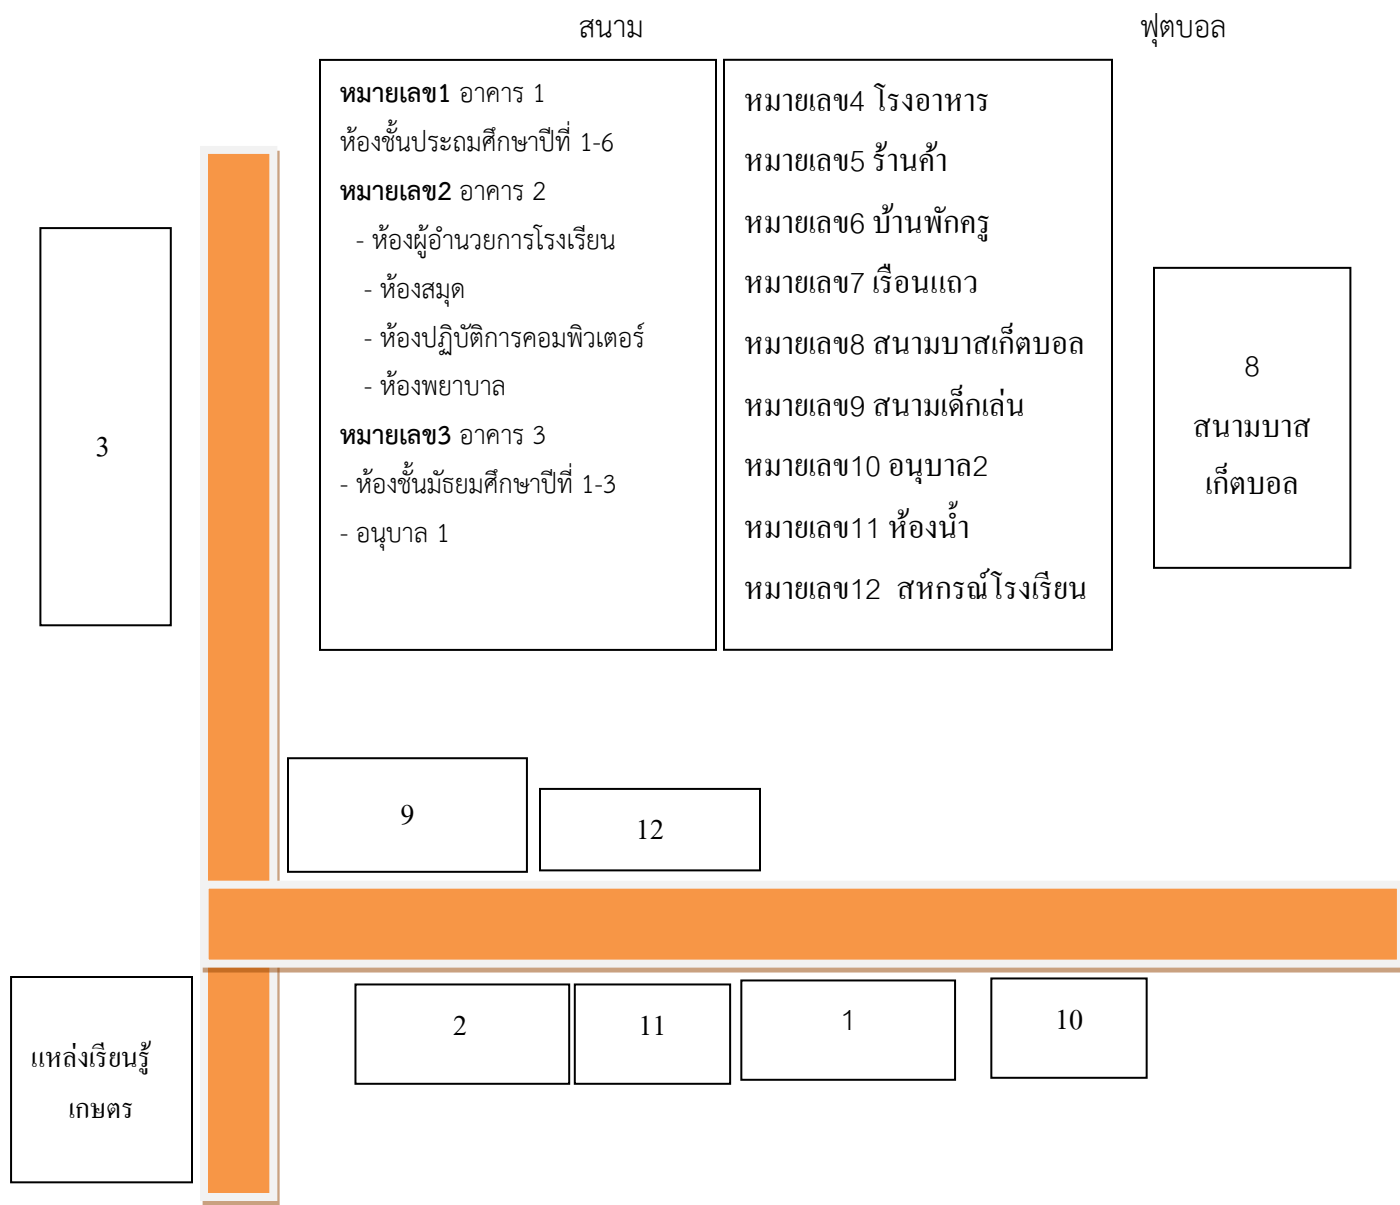 สนาม ฟุตบอล
หมายเลข1 อาคาร 1
ห้องชั้นประถมศึกษาปีที่ 1-6
หมายเลข2 อาคาร 2
- ห้องผู้อำนวยการโรงเรียน
- ห้องสมุด
- ห้องปฏิบัติการคอมพิวเตอร์
- ห้องพยาบาล
หมายเลข3 อาคาร 3
- ห้องชั้นมัธยมศึกษาปีที่ 1-3
- อนุบาล 1
หมายเลข4 โรงอาหาร
หมายเลข5 ร้านค้า
หมายเลข6 บ้านพักครู
หมายเลข7 เรือนแถว
หมายเลข8 สนามบาสเก็ตบอล
หมายเลข9 สนามเด็กเล่น
หมายเลข10 อนุบาล2
หมายเลข11 ห้องน้ำ
หมายเลข12 สหกรณ์โรงเรียน
3
8
สนามบาส
เก็ตบอล
9
12
2
11
1
10
แหล่งเรียนรู้
เกษตร